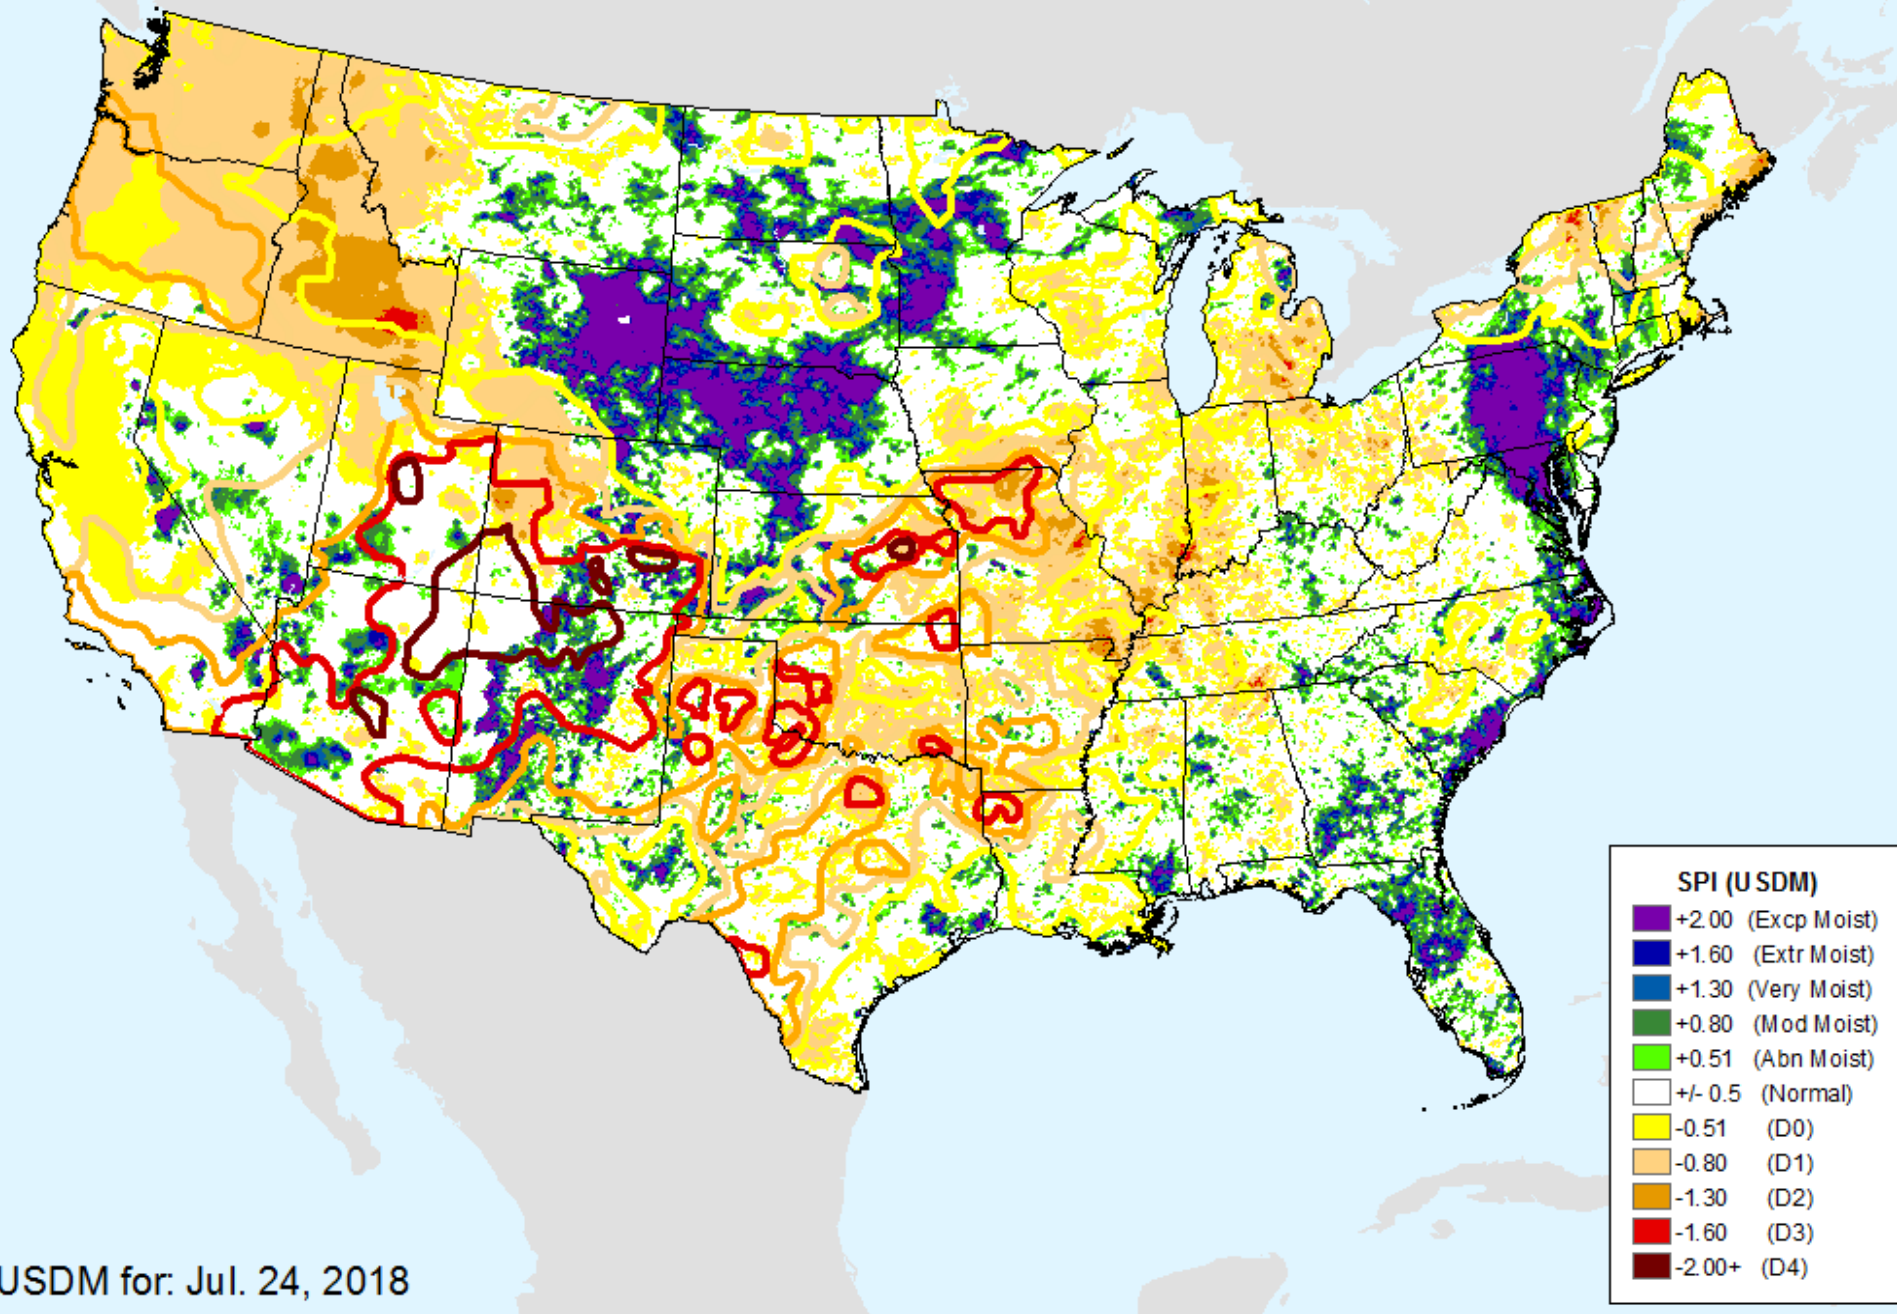 SPI (USDM)
+2.00 (Excp Moist)
+1.60 (Extr Moist)
+1.30 (Very Moist)
+0.80 (Mod Moist)
+0.51 (Abn Moist)
+/- 0.5 (Normal)
-0.51 (D0)
-0.80 (D1)
-1.30 (D2)
-1.60 (D3)
-2.00+ (D4)
USDM for: Jul. 24, 2018